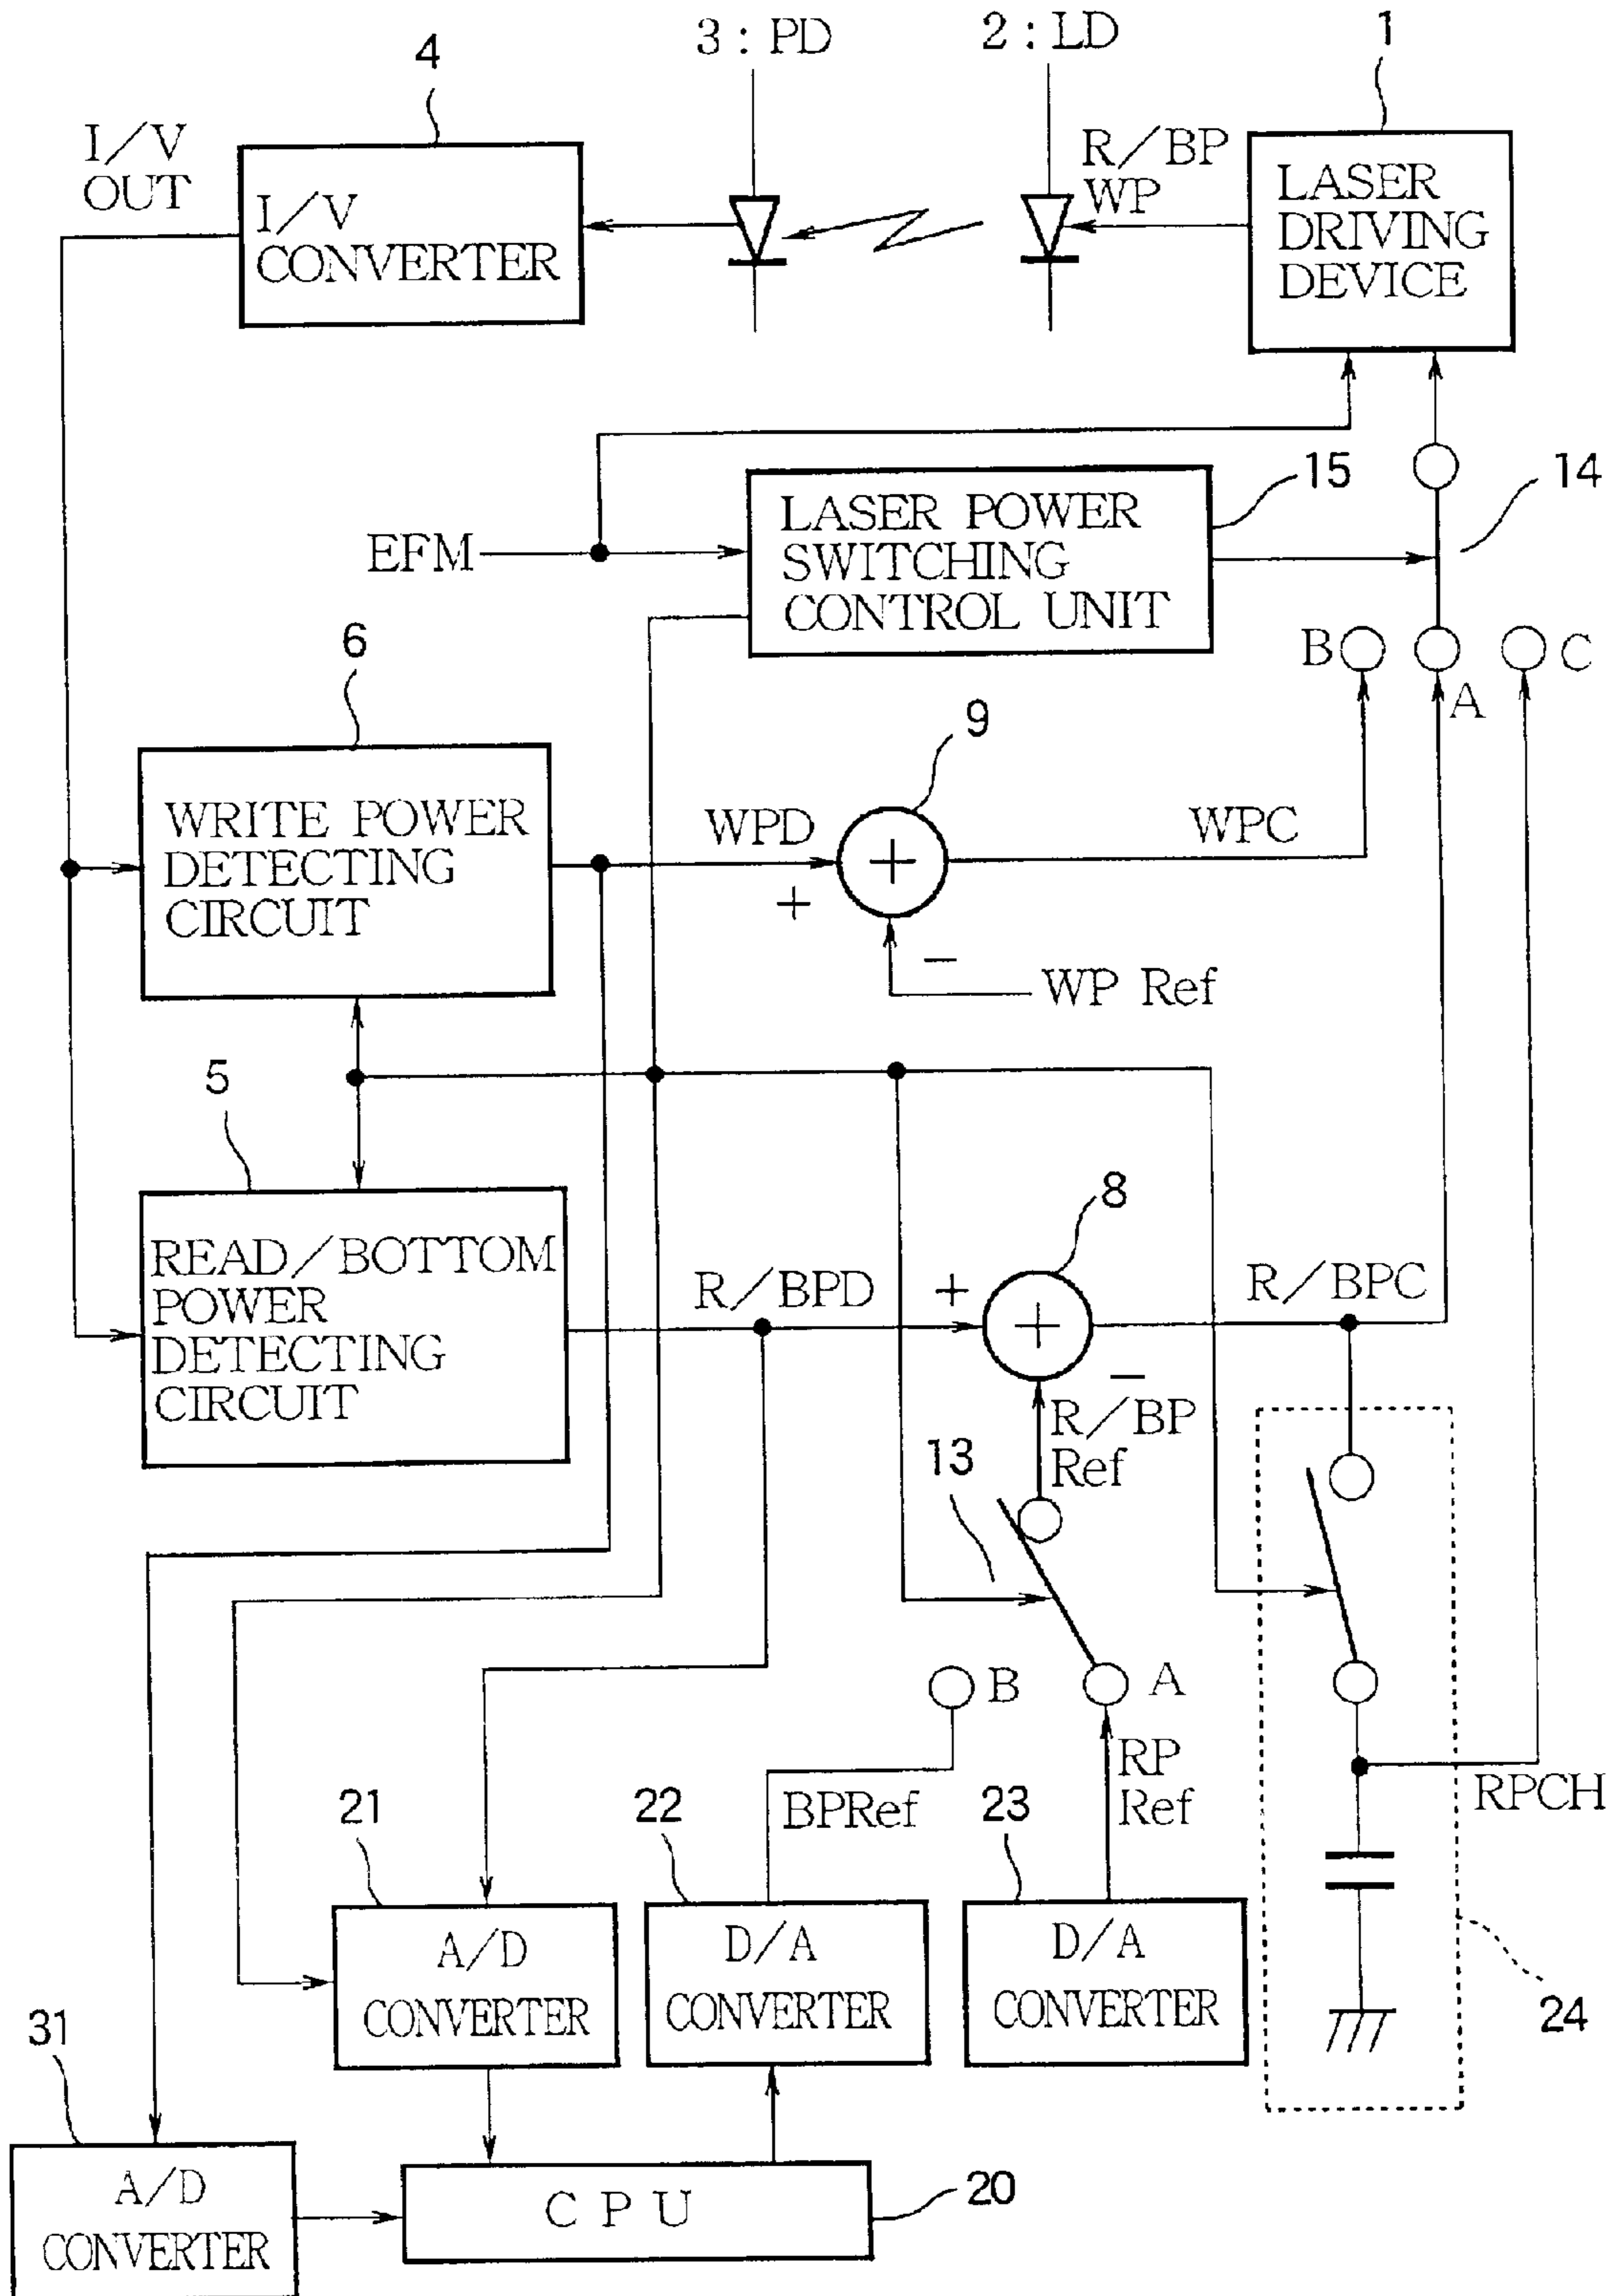 3 : PD
2 : LD
1
4
I/V
OUT
I/V
CONVERTER
R/BP
WP
LASER
DRIVING
DEVICE
EFM
LASER POWER
SWITCHING
CONTROL UNIT
15
14
B
A
C
6
WRITE POWER
DETECTING
CIRCUIT
WPD
+
9
+
WPC
−
WP Ref
5
READ/BOTTOM
POWER
DETECTING
CIRCUIT
R/BPD
+
8
+
R/BPC
−
R/BP
Ref
13
B
A
RP
Ref
BPRef
RPCH
21
A/D
CONVERTER
22
D/A
CONVERTER
23
D/A
CONVERTER
24
31
A/D
CONVERTER
CPU
20